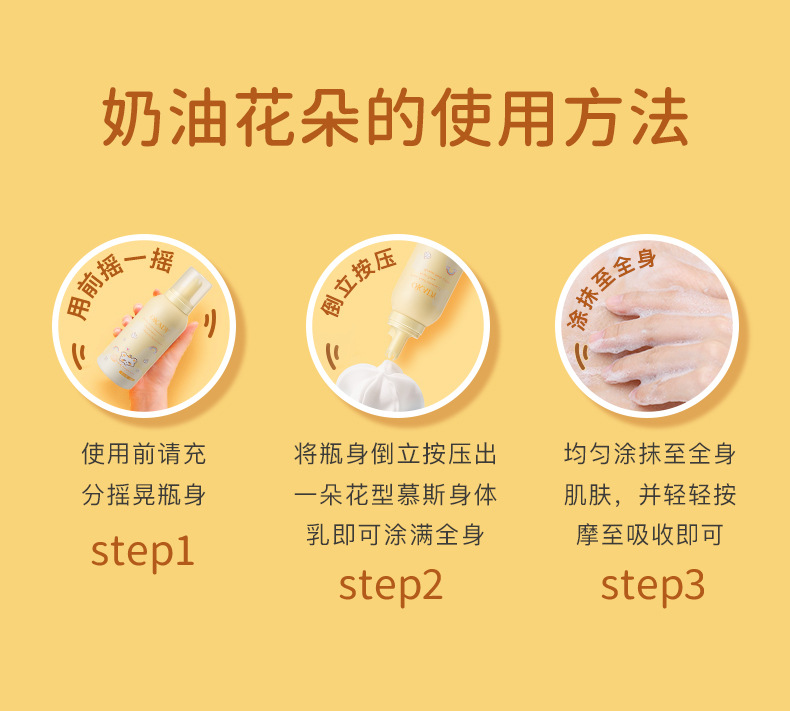 奶油花朵的使用方法
用前摇一摇
使用前请充
分摇晃瓶身
step1
倒立按压
将瓶身倒立按压出
一朵花型慕斯身体
乳即可涂满全身
step2
涂抹至全身
均匀涂抹至全身
肌肤，并轻轻按
摩至吸收即可
step3